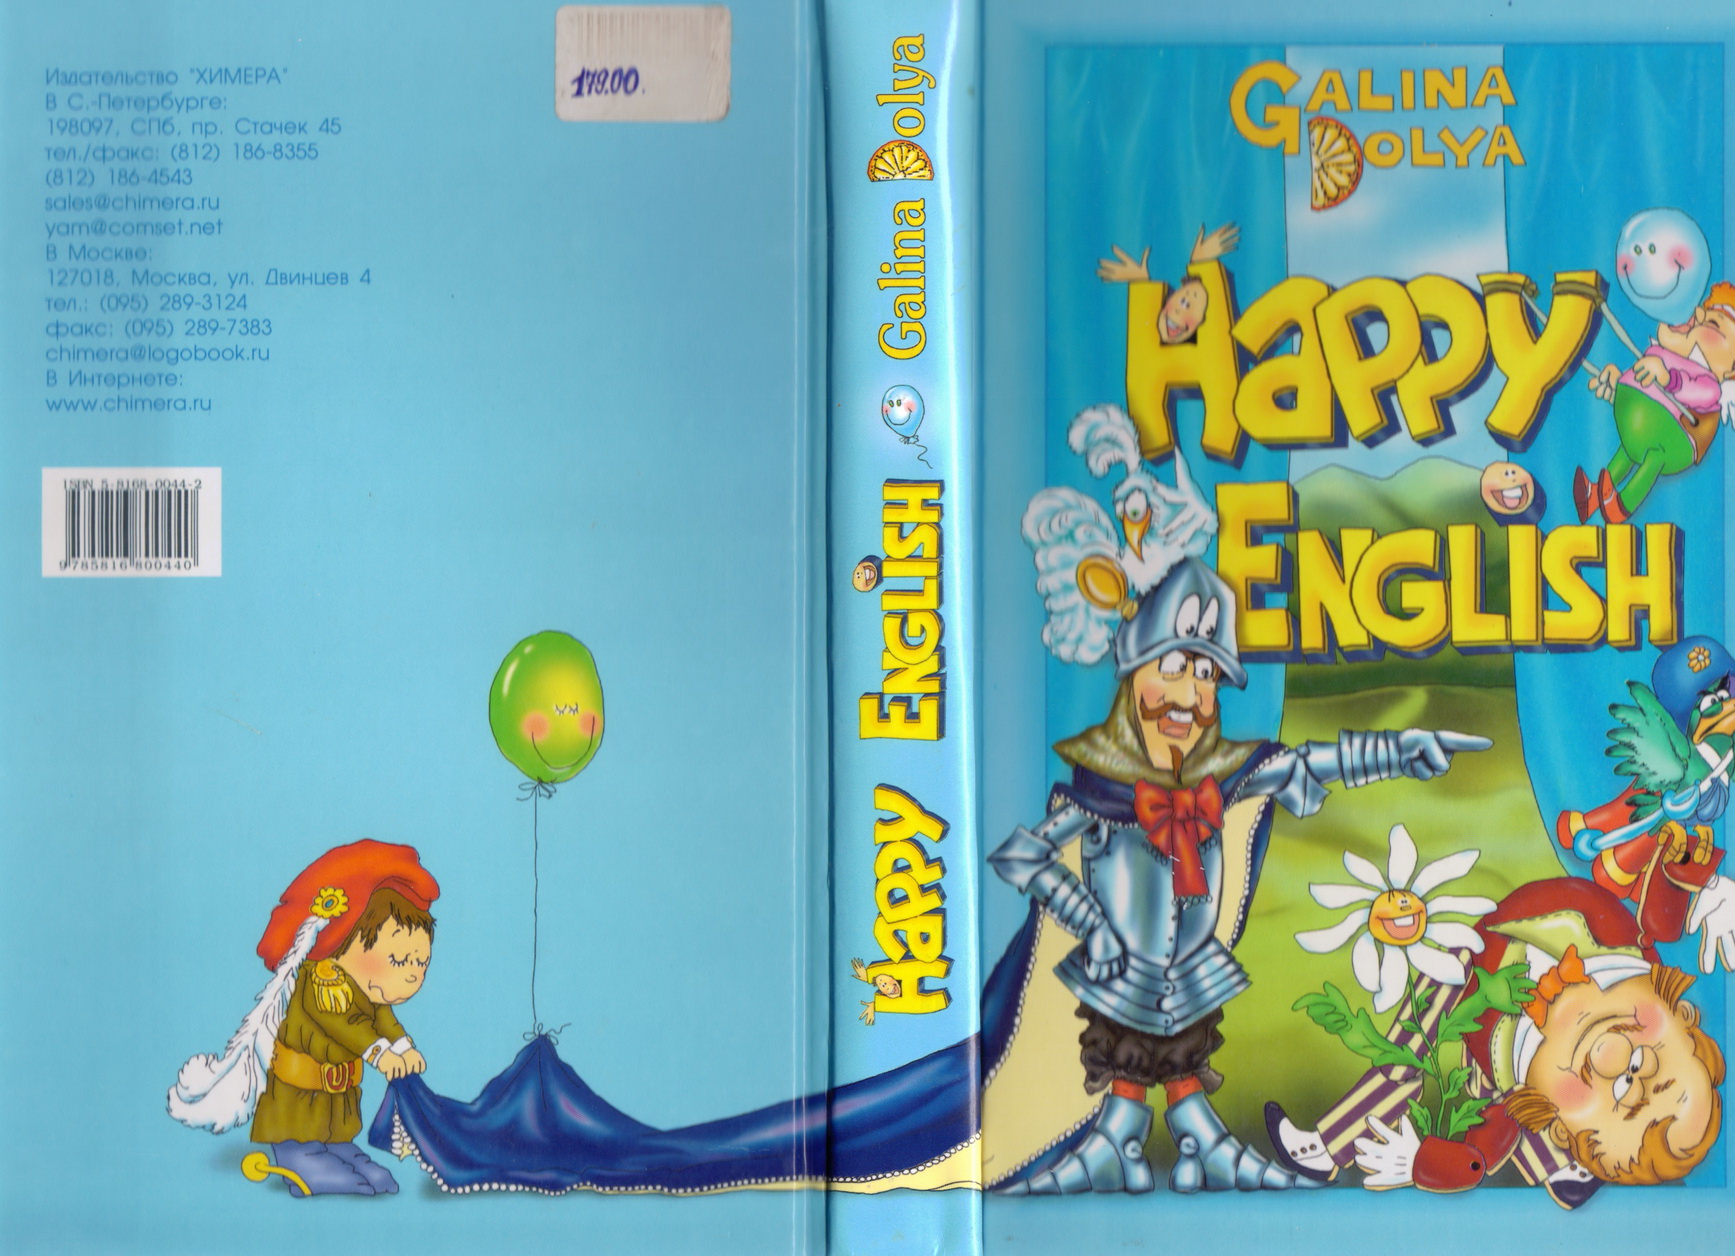 Издательство "ХИМЕРА"
В С.-Петербурге:
198097, СПб, пр. Стачек 45
тел./факс: (812) 186-8355
(812) 186-4543
sales@chimera.ru
yam@comset.net
В Москве:
127018, Москва, ул. Двинцев 4
тел.: (095) 289-3124
факс: (095) 289-7383
chimera@logobook.ru
В Интернете:
www.chimera.ru
ISBN 5-8168-0044-2
9785816800440
179.00.
Happy English Galina Dolya
GALINA
DOLYA
HAPPY
ENGLISH